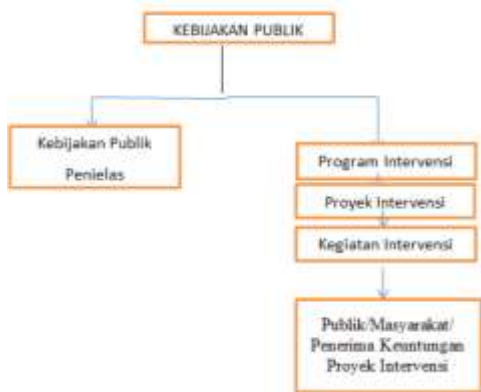 KEBIJAKAN PUBLIK
Kebijakan Publik
Penjelas
Program Intervensi
Proyek Intervensi
Kegiatan Intervensi
Publik/Masyarakat/
Penerima Keuntungan
Proyek Intervensi